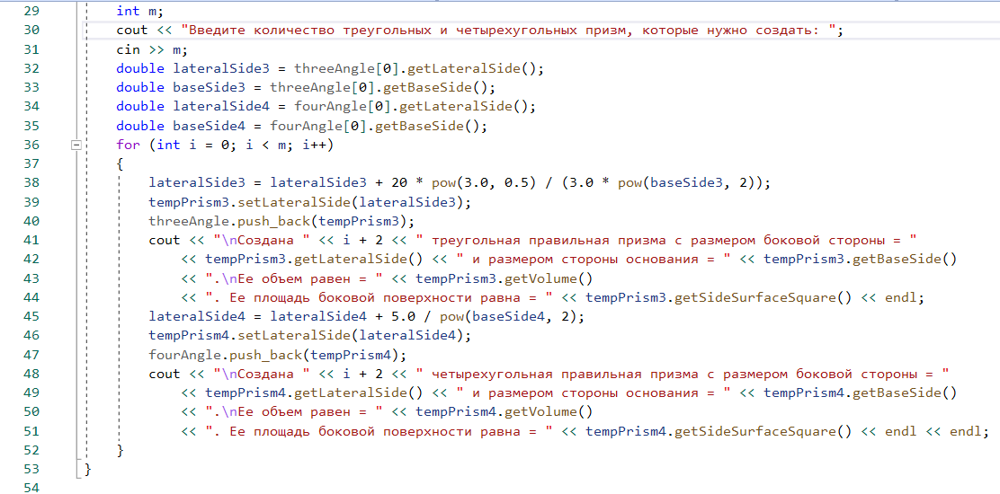 29 int m;
30 cout << "Введите количество треугольных и четырехугольных призм, которые нужно создать: ";
31 cin >> m;
32 double lateralSide3 = threeAngle[0].getLateralSide();
33 double baseSide3 = threeAngle[0].getBaseSide();
34 double lateralSide4 = fourAngle[0].getLateralSide();
35 double baseSide4 = fourAngle[0].getBaseSide();
36 for (int i = 0; i < m; i++)
37 {
38 lateralSide3 = lateralSide3 + 20 * pow(3.0, 0.5) / (3.0 * pow(baseSide3, 2));
39 tempPrism3.setLateralSide(lateralSide3);
40 threeAngle.push_back(tempPrism3);
41 cout << "\nСоздана " << i + 2 << " треугольная правильная призма с размером боковой стороны = "
42 << tempPrism3.getLateralSide() << " и размером стороны основания = " << tempPrism3.getBaseSide()
43 << ".\nЕе объем равен = " << tempPrism3.getVolume()
44 << ". Ее площадь боковой поверхности равна = " << tempPrism3.getSideSurfaceSquare() << endl;
45 lateralSide4 = lateralSide4 + 5.0 / pow(baseSide4, 2);
46 tempPrism4.setLateralSide(lateralSide4);
47 fourAngle.push_back(tempPrism4);
48 cout << "\nСоздана " << i + 2 << " четырехугольная правильная призма с размером боковой стороны = "
49 << tempPrism4.getLateralSide() << " и размером стороны основания = " << tempPrism4.getBaseSide()
50 << ".\nЕе объем равен = " << tempPrism4.getVolume()
51 << ". Ее площадь боковой поверхности равна = " << tempPrism4.getSideSurfaceSquare() << endl << endl;
52 }
53 }
54